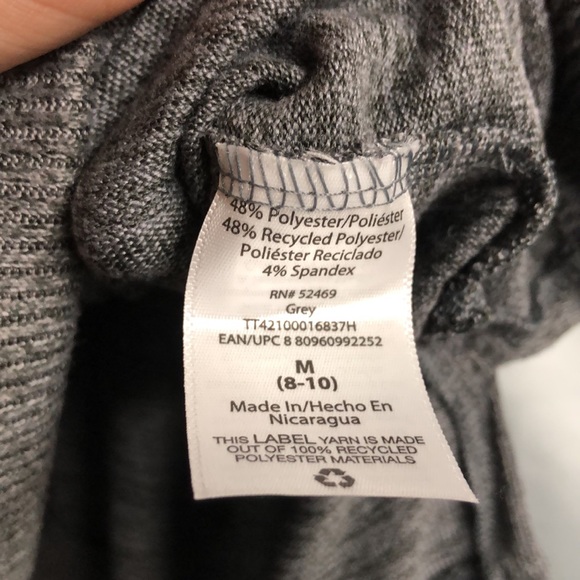 48% Polyester/Poliéster
48% Recycled Polyester/
Poliéster Reciclado
4% Spandex
RN# 52469
Grey
TT42100016837H
EAN/UPC 8 80960992252
M
(8-10)
Made In/Hecho En
Nicaragua
THIS LABEL YARN IS MADE
OUT OF 100% RECYCLED
POLYESTER MATERIALS